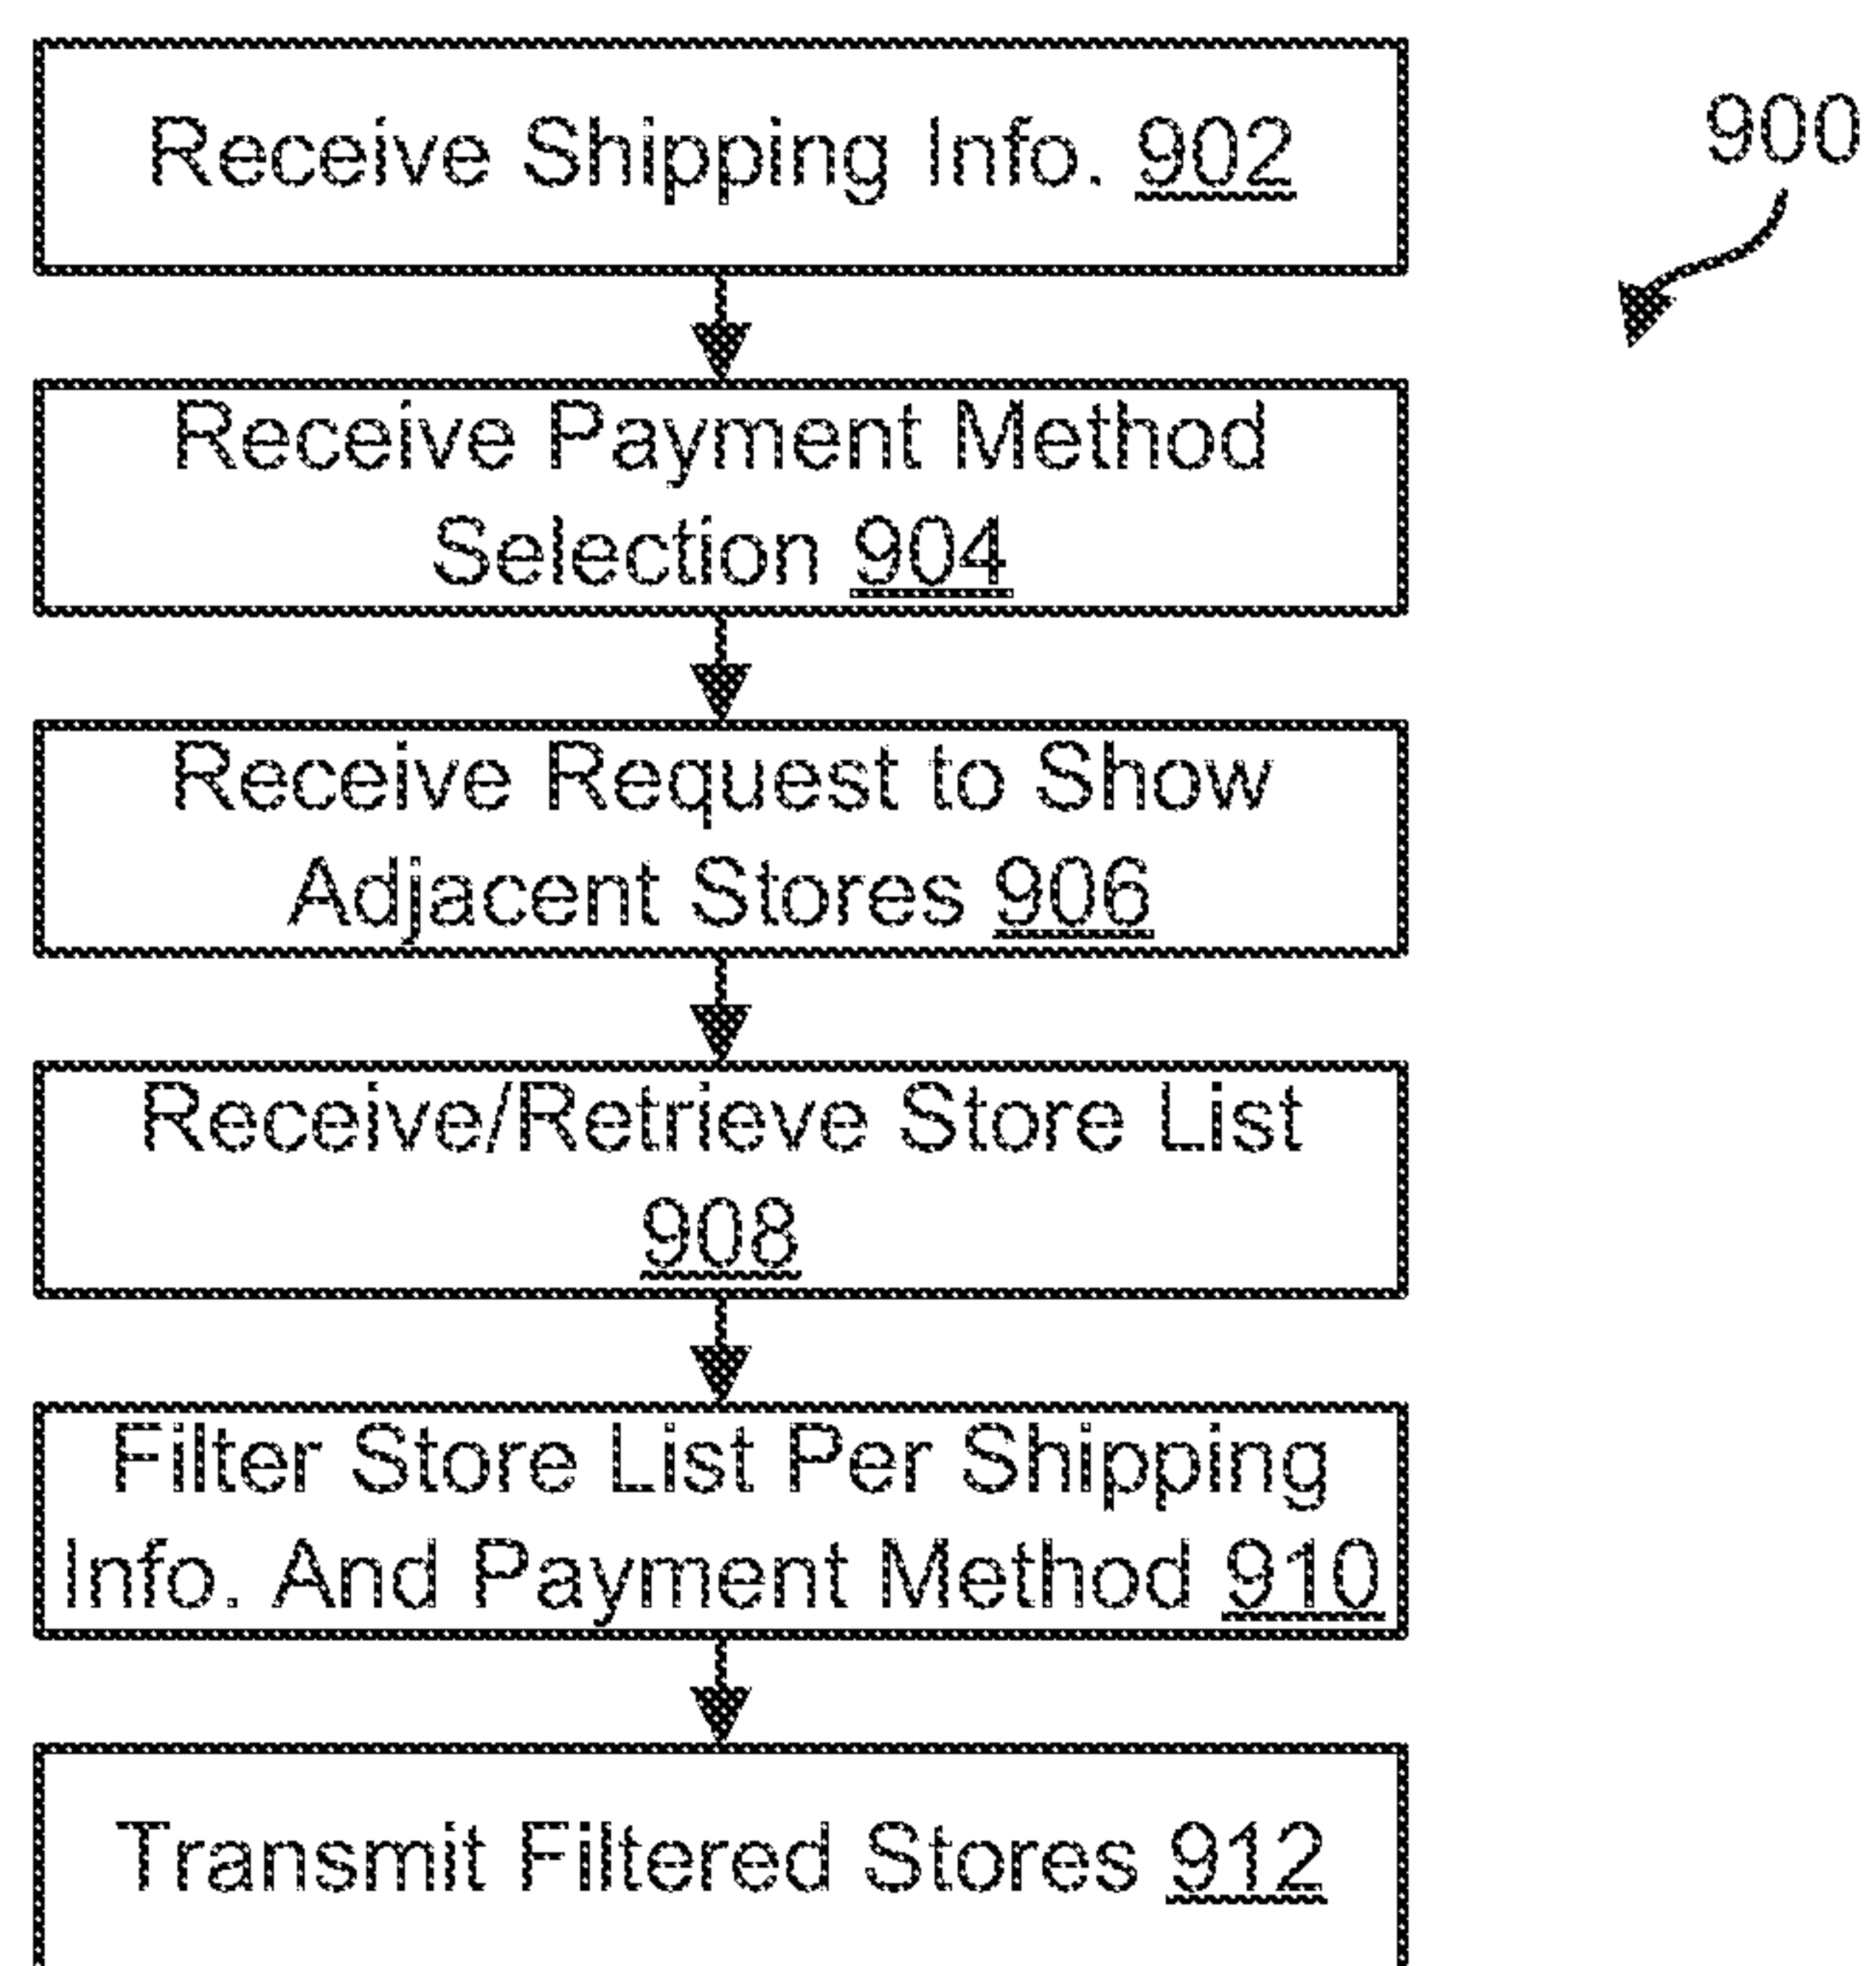 Receive Shipping Info. 902
900
Receive Payment Method
Selection 904
Receive Request to Show
Adjacent Stores 906
Receive/Retrieve Store List
908
Filter Store List Per Shipping
Info. And Payment Method 910
Transmit Filtered Stores 912